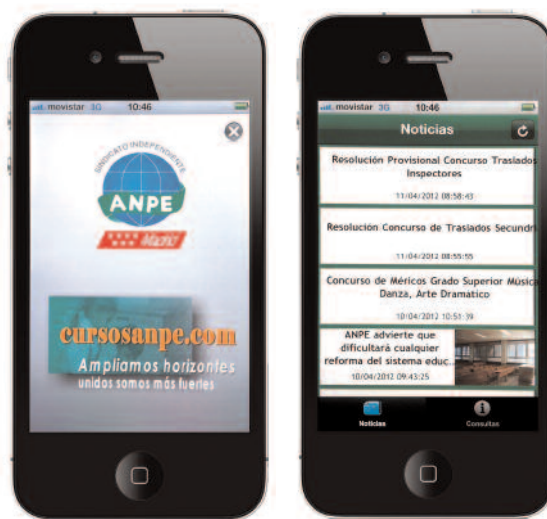 movistar 3G 10:46
SINDICATO INDEPENDIENTE
ANPE
Madrid
cursosanpe.com
Ampliamos horizontes
unidos somos más fuertes
movistar 3G 10:46
Noticias
Resolución Provisional Concurso Traslados
Inspectores
11/04/2012 08:58:43
Resolución Concurso de Traslados Secundri
11/04/2012 08:55:55
Concurso de Méricos Grado Superior Música
Danza, Arte Dramatico
10/04/2012 10:51:39
ANPE advierte que
dificultará cualquier
reforma del sistema educ...
10/04/2012 09:43:25
Noticias
Consultas